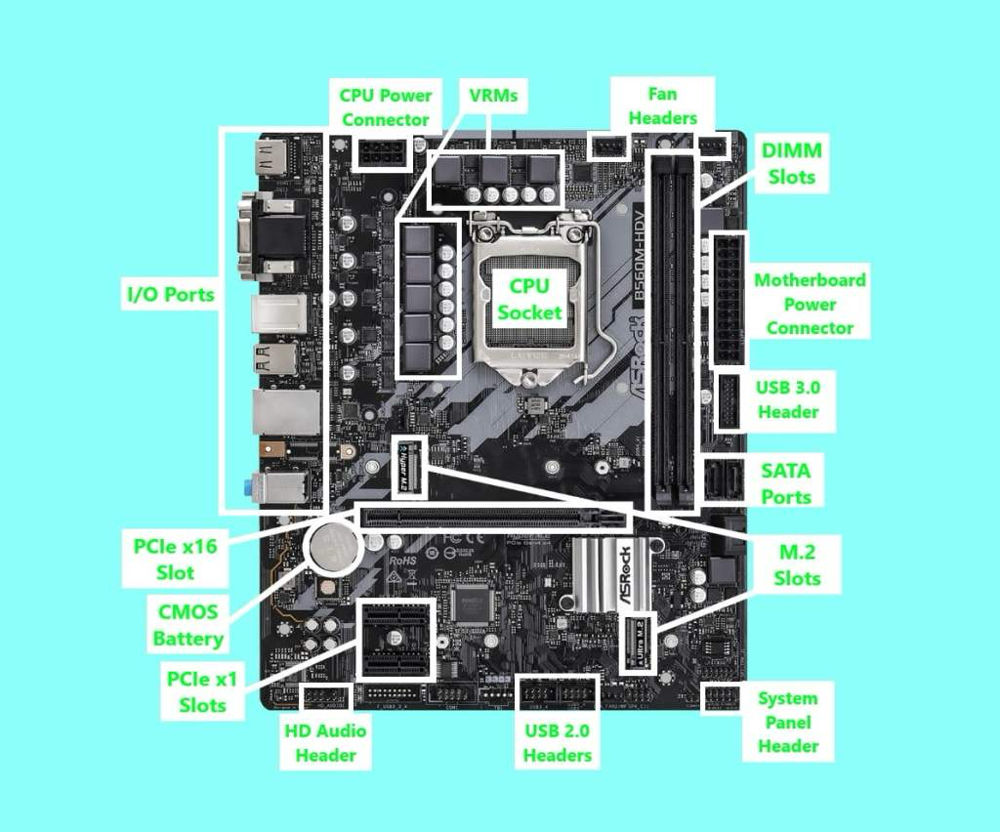 CPU Power
Connector
VRMs
Fan
Headers
DIMM
Slots
I/O Ports
CPU
Socket
B560M-HDV
ASRock
Motherboard
Power
Connector
USB 3.0
Header
SATA
Ports
Hyper M.2
PCIe x16
Slot
M.2
Slots
FC CE
RoHS
ASRock
CMOS
Battery
Ultra M.2
PCIe x1
Slots
HD Audio
Header
USB 2.0
Headers
System
Panel
Header